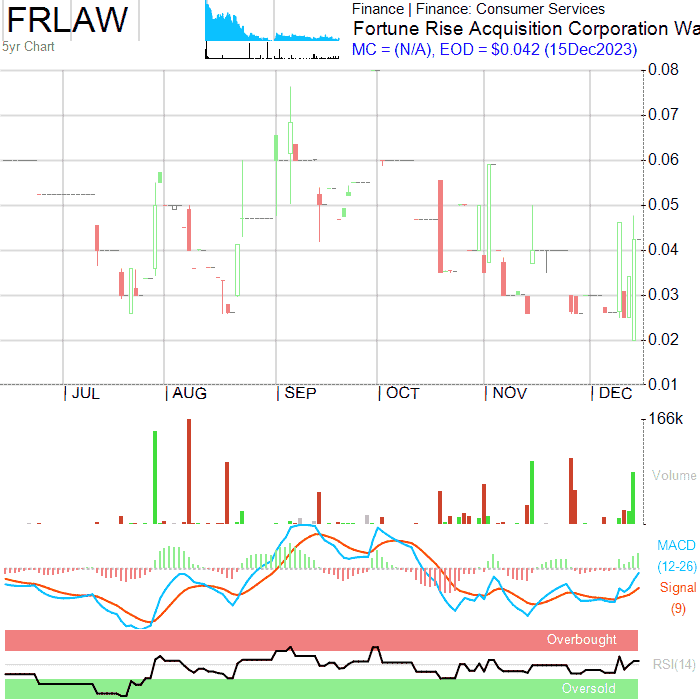 FRLAW
5yr Chart
Finance | Finance: Consumer Services
Fortune Rise Acquisition Corporation Wa
MC = (N/A), EOD = $0.042 (15Dec2023)
0.08
0.07
0.06
0.05
0.04
0.03
0.02
0.01
JUL AUG SEP OCT NOV DEC
166k
Volume
MACD
(12-26)
Signal
(9)
Overbought
RSI(14)
Oversold